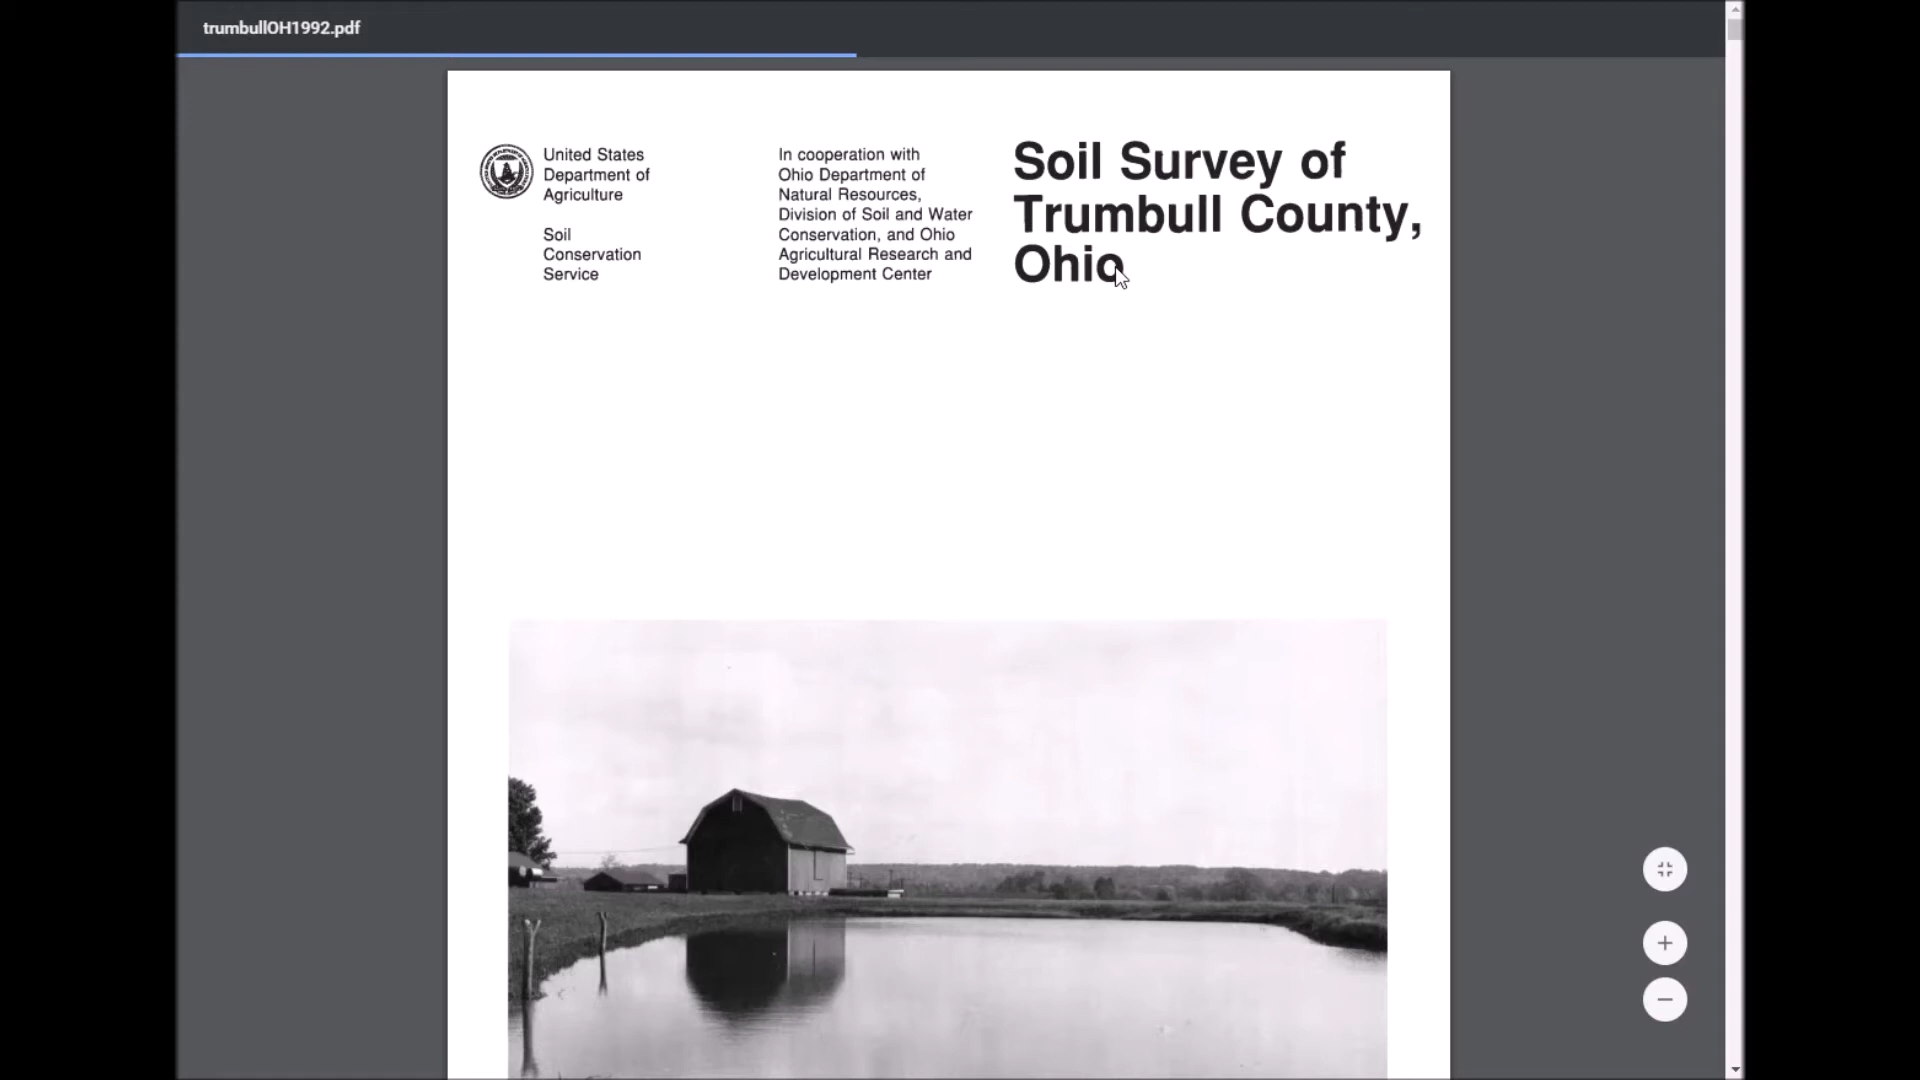 trumbullOH1992.pdf
United States
Department of
Agriculture
Soil
Conservation
Service
In cooperation with
Ohio Department of
Natural Resources,
Division of Soil and Water
Conservation, and Ohio
Agricultural Research and
Development Center
Soil Survey of
Trumbull County,
Ohio